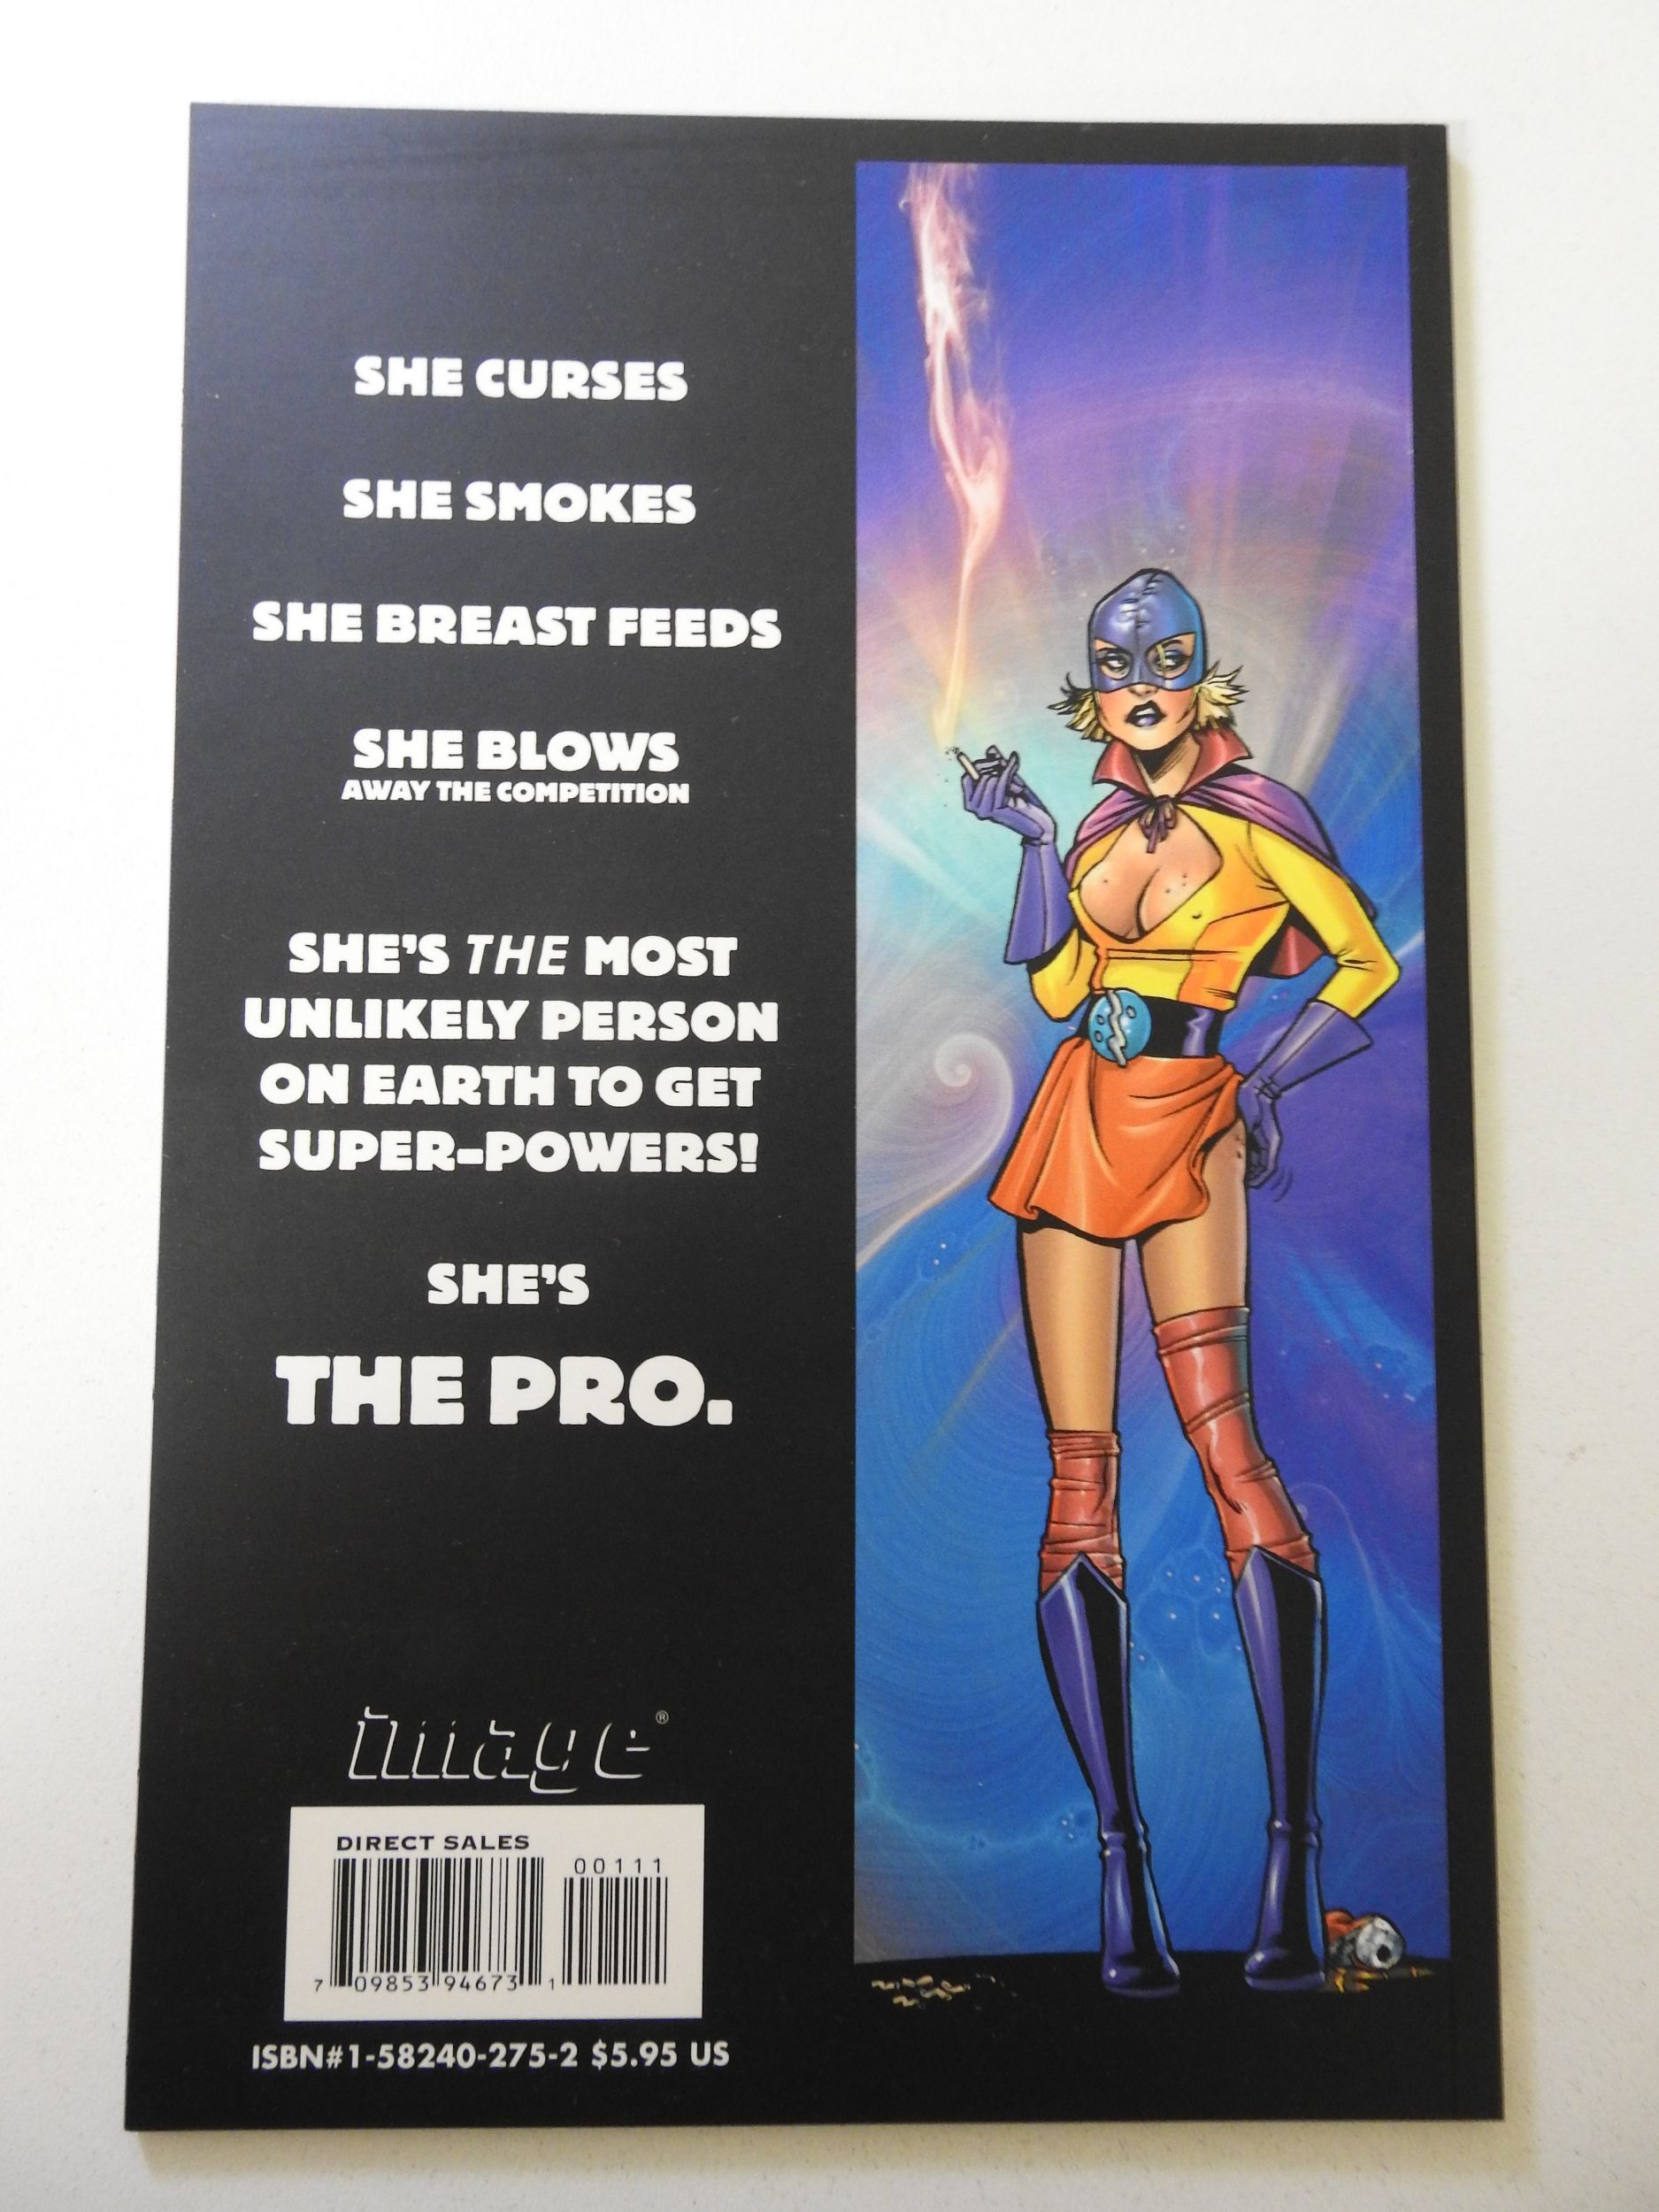 SHE CURSES
SHE SMOKES
SHE BREAST FEEDS
SHE BLOWS
AWAY THE COMPETITION
SHE'S THE MOST
UNLIKELY PERSON
ON EARTH TO GET
SUPER-POWERS!
SHE'S
THE PRO.
image®
DIRECT SALES
00111
7 09853 94673 1
ISBN#1-58240-275-2 $5.95 US